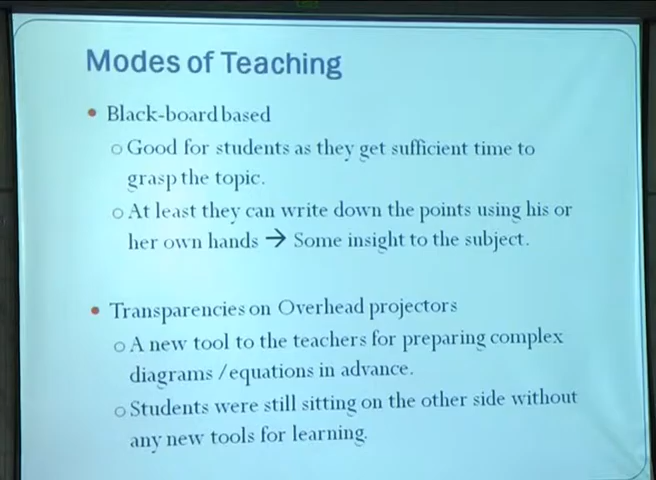 Modes of Teaching
• Black-board based
○ Good for students as they get sufficient time to
grasp the topic.
○ At least they can write down the points using his or
her own hands → Some insight to the subject.
• Transparencies on Overhead projectors
○ A new tool to the teachers for preparing complex
diagrams /equations in advance.
○ Students were still sitting on the other side without
any new tools for learning.